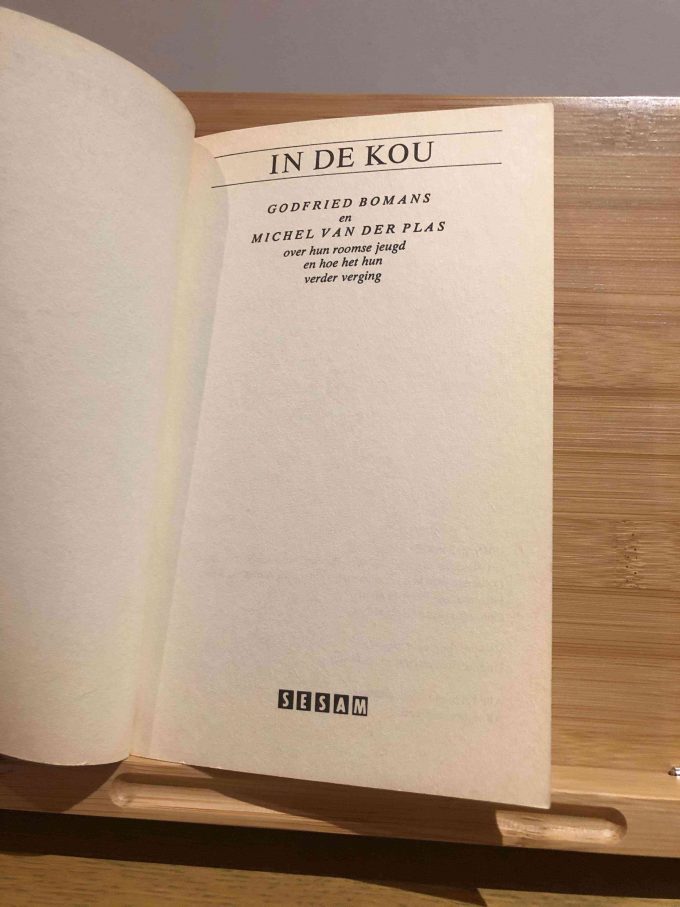 IN DE KOU
GODFRIED BOMANS
en
MICHEL VAN DER PLAS
over hun roomse jeugd
en hoe het hun
verder verging
SESAM